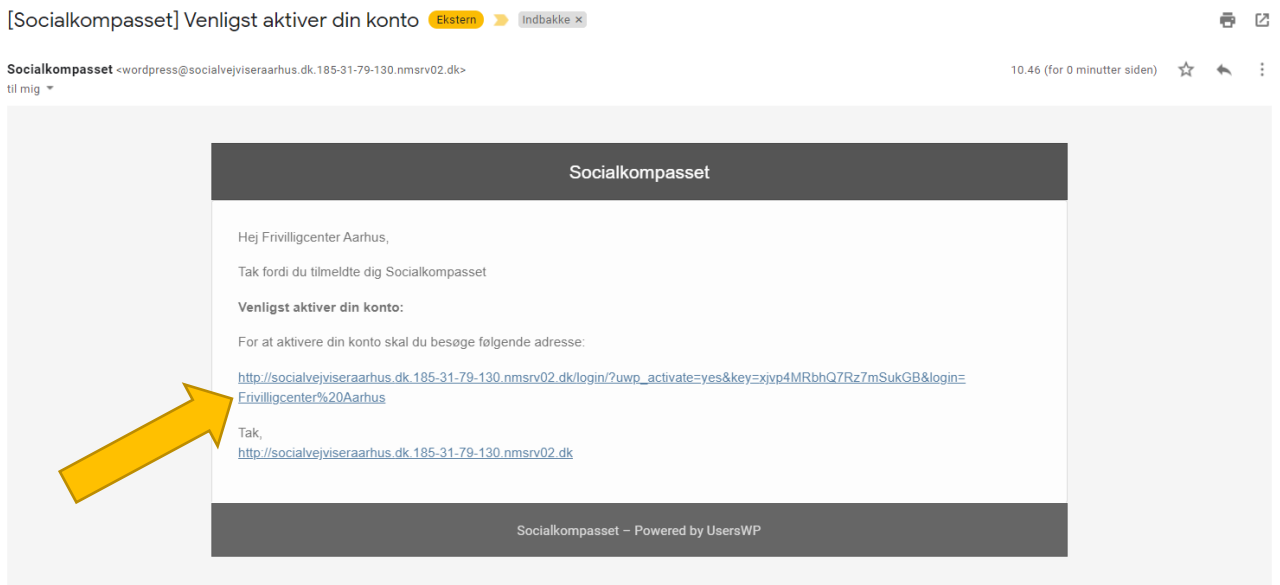 [Socialkompasset] Venligst aktiver din konto Ekstern Indbakke ×
Socialkompasset <wordpress@socialvejviseraarhus.dk.185-31-79-130.nmsrv02.dk> 10.46 (for 0 minutter siden)
til mig
Socialkompasset
Hej Frivilligcenter Aarhus,
Tak fordi du tilmeldte dig Socialkompasset
Venligst aktiver din konto:
For at aktivere din konto skal du besøge følgende adresse:
http://socialvejviseraarhus.dk.185-31-79-130.nmsrv02.dk/login/?uwp_activate=yes&key=xjvp4MRbhQ7Rz7mSukGB&login=
Frivilligcenter%20Aarhus
Tak,
http://socialvejviseraarhus.dk.185-31-79-130.nmsrv02.dk
Socialkompasset – Powered by UsersWP